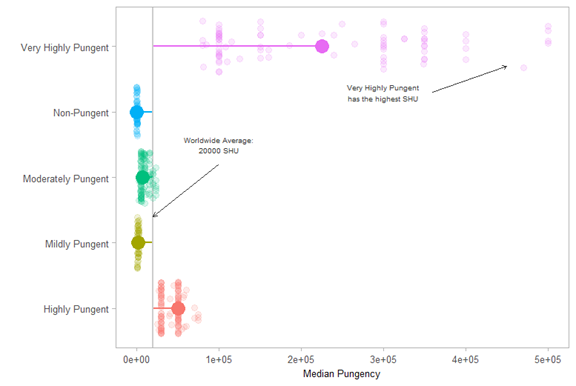 Very Highly Pungent
Very Highly Pungent
has the highest SHU
Non-Pungent
Worldwide Average:
20000 SHU
Moderately Pungent
Mildly Pungent
Highly Pungent
0e+00 1e+05 2e+05 3e+05 4e+05 5e+05
Median Pungency